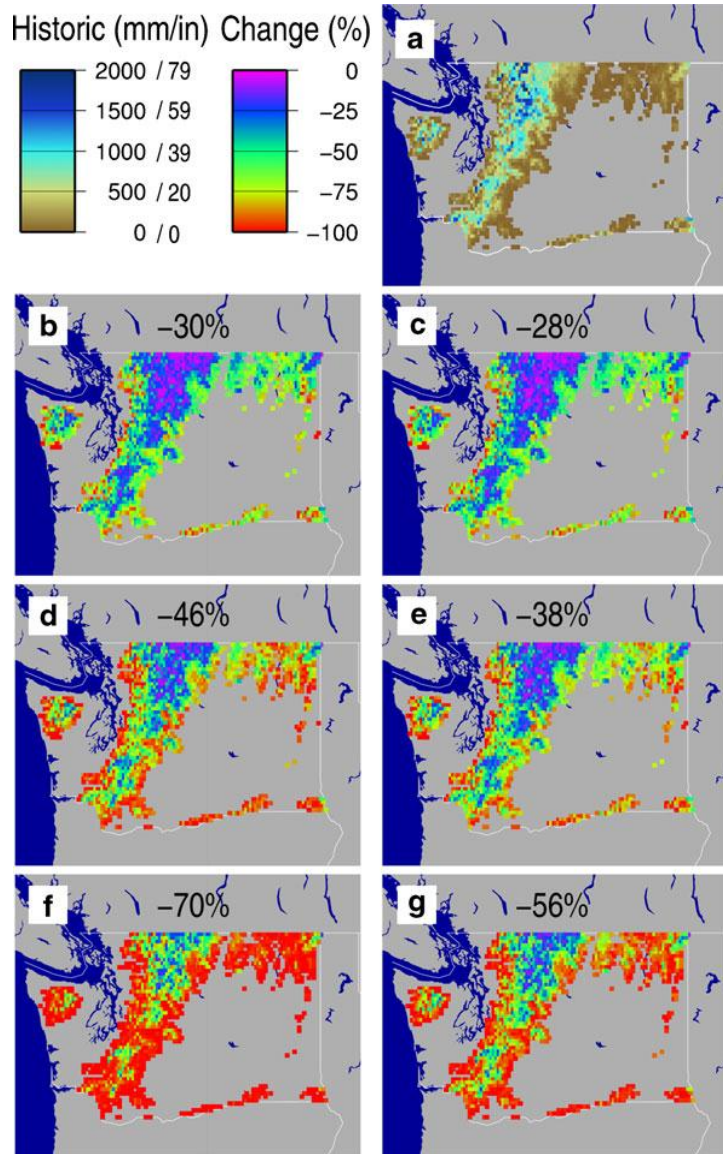 Historic (mm/in) Change (%)
2000 / 79
1500 / 59
1000 / 39
500 / 20
0 / 0
0
−25
−50
−75
−100
a
b
−30%
c
−28%
d
−46%
e
−38%
f
−70%
g
−56%